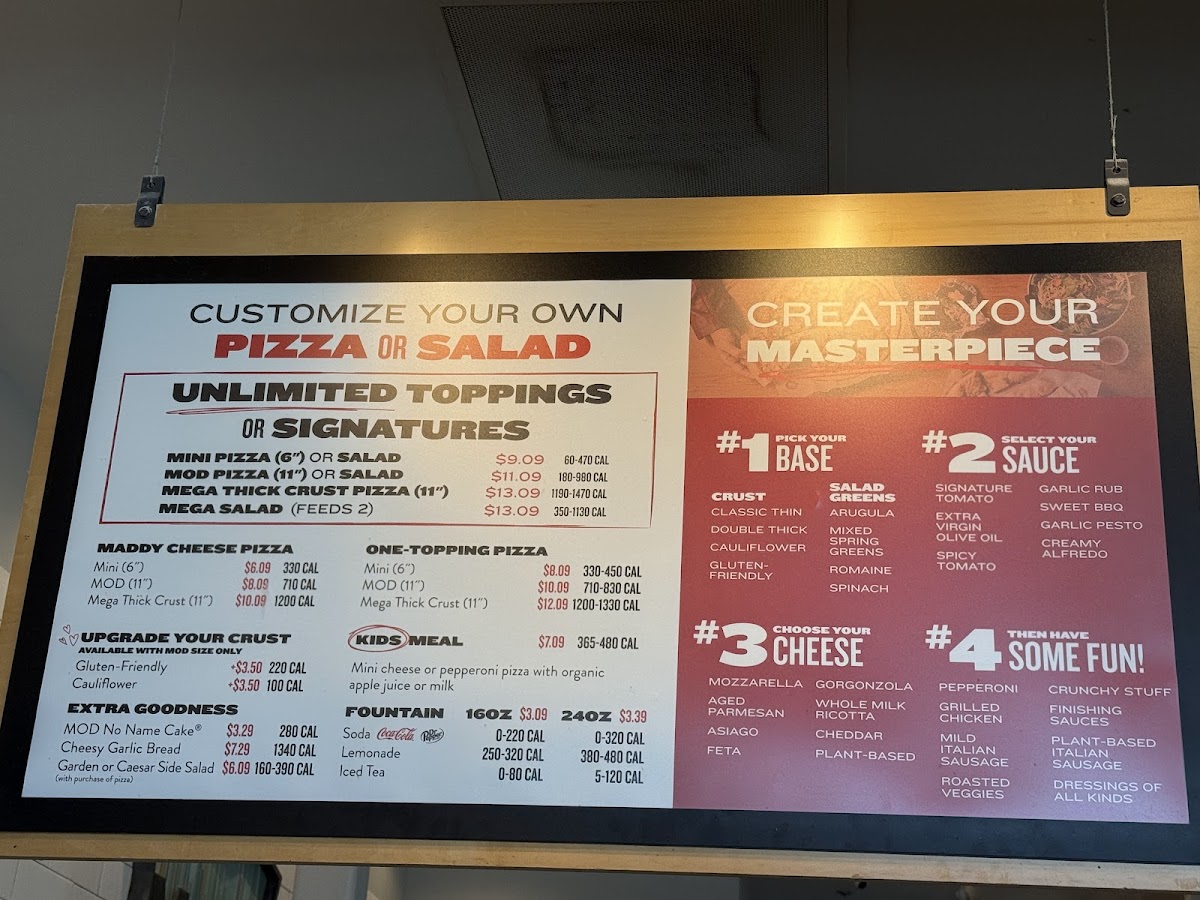 CUSTOMIZE YOUR OWN
PIZZA OR SALAD
UNLIMITED TOPPINGS
OR SIGNATURES
MINI PIZZA (6") OR SALAD $9.09 60-470 CAL
MOD PIZZA (11") OR SALAD $11.09 180-980 CAL
MEGA THICK CRUST PIZZA (11") $13.09 1190-1470 CAL
MEGA SALAD (FEEDS 2) $13.09 350-1130 CAL
MADDY CHEESE PIZZA
Mini (6") $6.09 330 CAL
MOD (11") $8.09 710 CAL
Mega Thick Crust (11") $10.09 1200 CAL
ONE-TOPPING PIZZA
Mini (6") $8.09 330-450 CAL
MOD (11") $10.09 710-830 CAL
Mega Thick Crust (11") $12.09 1200-1330 CAL
UPGRADE YOUR CRUST
AVAILABLE WITH MOD SIZE ONLY
Gluten-Friendly +$3.50 220 CAL
Cauliflower +$3.50 100 CAL
KIDS MEAL $7.09 365-480 CAL
Mini cheese or pepperoni pizza with organic
apple juice or milk
EXTRA GOODNESS
MOD No Name Cake® $3.29 280 CAL
Cheesy Garlic Bread $7.29 1340 CAL
Garden or Caesar Side Salad $6.09 160-390 CAL
(with purchase of pizza)
FOUNTAIN 16OZ $3.09 24OZ $3.39
Soda Coca-Cola Dr Pepper 0-220 CAL 0-320 CAL
Lemonade 250-320 CAL 380-480 CAL
Iced Tea 0-80 CAL 5-120 CAL
CREATE YOUR
MASTERPIECE
#1 PICK YOUR
BASE
CRUST
CLASSIC THIN
DOUBLE THICK
CAULIFLOWER
GLUTEN-
FRIENDLY
SALAD
GREENS
ARUGULA
MIXED
SPRING
GREENS
ROMAINE
SPINACH
#2 SELECT YOUR
SAUCE
SIGNATURE
TOMATO
EXTRA
VIRGIN
OLIVE OIL
SPICY
TOMATO
GARLIC RUB
SWEET BBQ
GARLIC PESTO
CREAMY
ALFREDO
#3 CHOOSE YOUR
CHEESE
MOZZARELLA
AGED
PARMESAN
ASIAGO
FETA
GORGONZOLA
WHOLE MILK
RICOTTA
CHEDDAR
PLANT-BASED
#4 THEN HAVE
SOME FUN!
PEPPERONI
GRILLED
CHICKEN
MILD
ITALIAN
SAUSAGE
ROASTED
VEGGIES
CRUNCHY STUFF
FINISHING
SAUCES
PLANT-BASED
ITALIAN
SAUSAGE
DRESSINGS OF
ALL KINDS